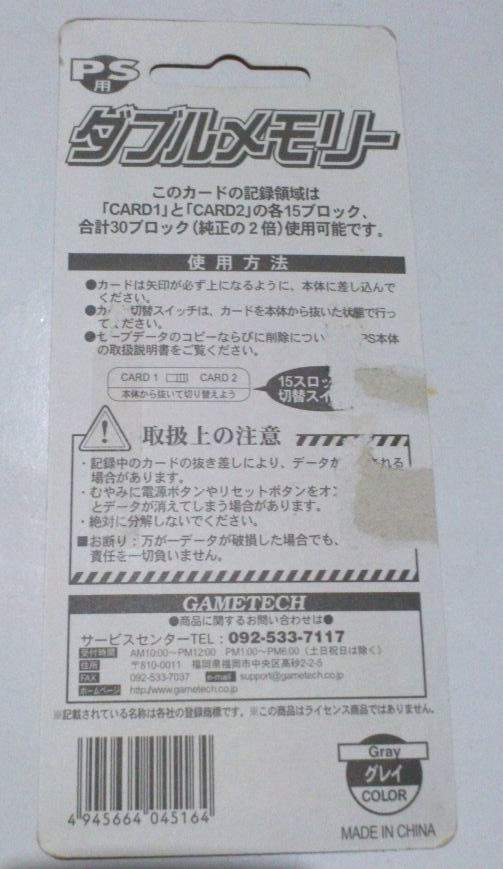 PS
用
ダブルメモリー
このカードの記録領域は
「CARD1」と「CARD2」の各15ブロック、
合計30ブロック(純正の2倍)使用可能です。
使用方法
●カードは矢印が必ず上になるように、本体に差し込んで
ください。
●カ 切替スイッチは、カードを本体から抜いた状態で行っ
て ださい。
●セーブデータのコピーならびに削除につい PS本体
の取扱説明書をご覧ください。
CARD 1 CARD 2
本体から抜いて切り替えよう
15スロッ
切替スイ
取扱上の注意
・記録中のカードの抜き差しにより、データが される
場合があります。
・むやみに電源ボタンやリセットボタンをオン
とデータが消えてしまう場合があります。
・絶対に分解しないでください。
■お断り:万が一データが破損した場合でも、
責任を一切負いません。
GAMETECH
●商品に関するお問い合わせは●
サービスセンターTEL:092-533-7117
受付時間 AM10:00〜PM12:00 PM1:00〜PM6:00(土日祝日は除く)
住所 〒810-0011 福岡県福岡市中央区高砂2-2-5
FAX 092-533-7037 e-mail support@gametech.co.jp
ホームページ http://www.gametech.co.jp
※記載されている名称は各社の登録商標です。※この商品はライセンス商品ではありません。
Gray
グレイ
COLOR
4 945664 045164
MADE IN CHINA